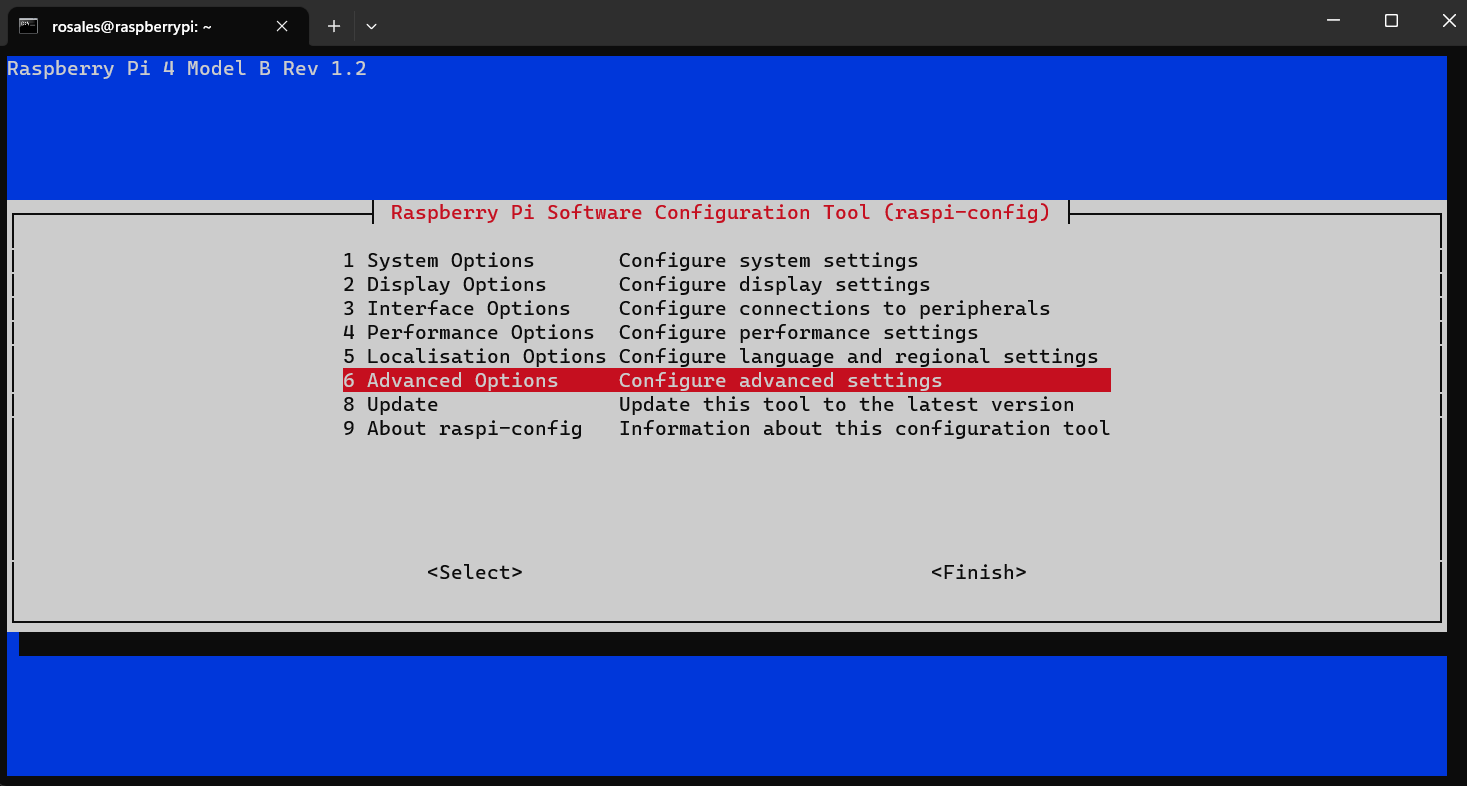 rosales@raspberrypi: ~
Raspberry Pi 4 Model B Rev 1.2
Raspberry Pi Software Configuration Tool (raspi-config)
1 System Options Configure system settings
2 Display Options Configure display settings
3 Interface Options Configure connections to peripherals
4 Performance Options Configure performance settings
5 Localisation Options Configure language and regional settings
6 Advanced Options Configure advanced settings
8 Update Update this tool to the latest version
9 About raspi-config Information about this configuration tool
<Select> <Finish>